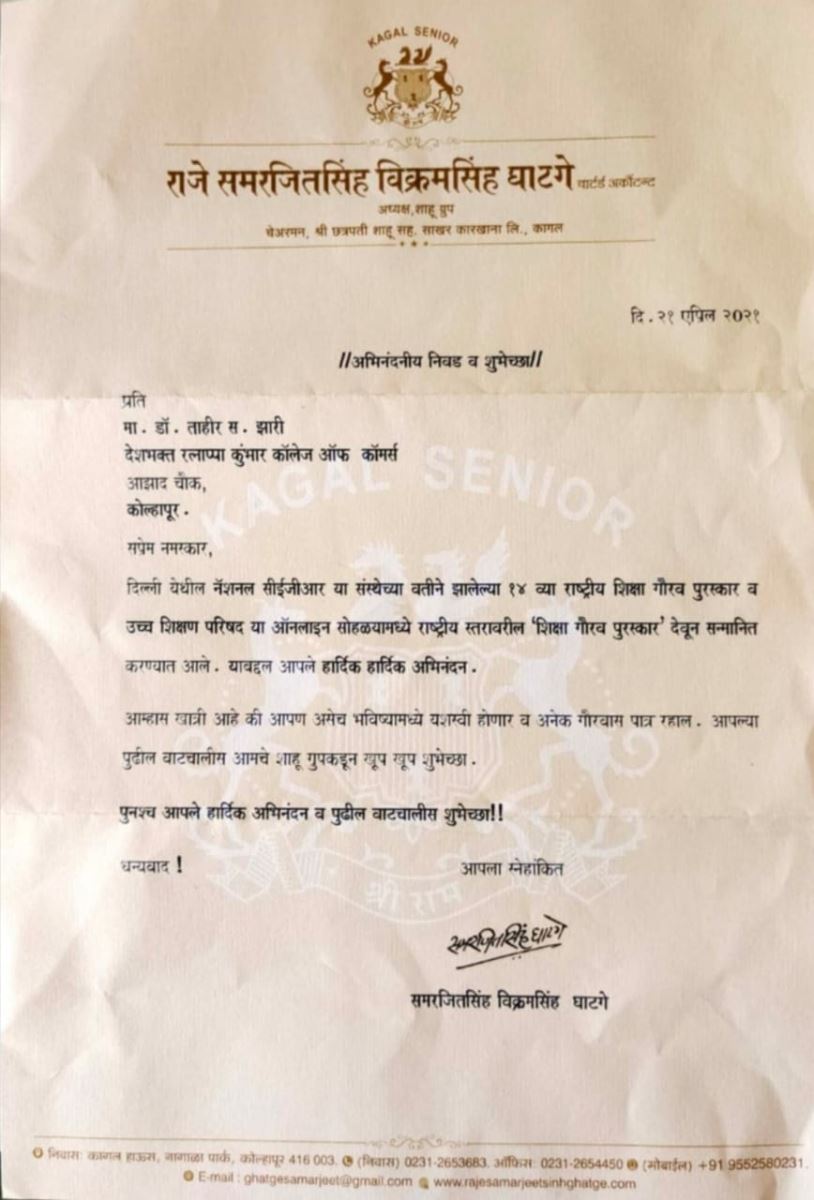 KAGAL SENIOR
राजे समरजितसिंह विक्रमसिंह घाटगे चार्टर्ड अकौंटन्ट
अध्यक्ष, शाहू ग्रुप
चेअरमन, श्री छत्रपती शाहू सह. साखर कारखाना लि., कागल
दि . २१ एप्रिल २०२१
//अभिनंदनीय निवड व शुभेच्छा//
प्रति
मा . डॉ . ताहीर स . झारी
देशभक्त रत्नाप्पा कुंभार कॉलेज ऑफ कॉमर्स
आझाद चौक,
कोल्हापूर .
सप्रेम नमस्कार,
दिल्ली येथील नॅशनल सीईजीआर या संस्थेच्या वतीने झालेल्या १४ व्या राष्ट्रीय शिक्षा गौरव पुरस्कार व
उच्च शिक्षण परिषद या ऑनलाइन सोहळयामध्ये राष्ट्रीय स्तरावरील ‘शिक्षा गौरव पुरस्कार’ देवून सन्मानित
करण्यात आले . याबद्दल आपले हार्दिक हार्दिक अभिनंदन .
आम्हास खात्री आहे की आपण असेच भविष्यामध्ये यशस्वी होणार व अनेक गौरवास पात्र रहाल . आपल्या
पुढील वाटचालीस आमचे शाहू ग्रुपकडून खूप खूप शुभेच्छा .
पुनश्च आपले हार्दिक अभिनंदन व पुढील वाटचालीस शुभेच्छा!!
धन्यवाद ! आपला स्नेहांकित
समरजितसिंह घाटगे
समरजितसिंह विक्रमसिंह घाटगे
KAGAL SENIOR
श्री राम
निवासः कागल हाऊस, नागाळा पार्क, कोल्हापूर 416 003. (निवास) 0231-2653683. ऑफिसः 0231-2654450 (मोबाईल) +91 9552580231.
E-mail : ghatgesamarjeet@gmail.com www.rajesamarjeetsinhghatge.com